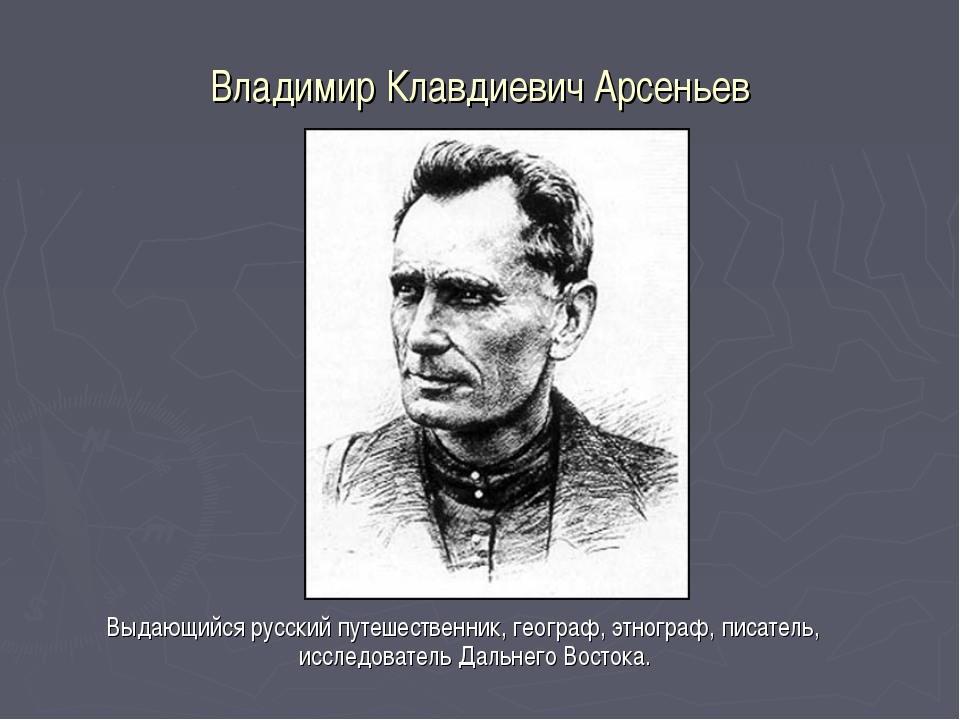 Владимир Клавдиевич Арсеньев
Выдающийся русский путешественник, географ, этнограф, писатель,
исследователь Дальнего Востока.
N
E
S